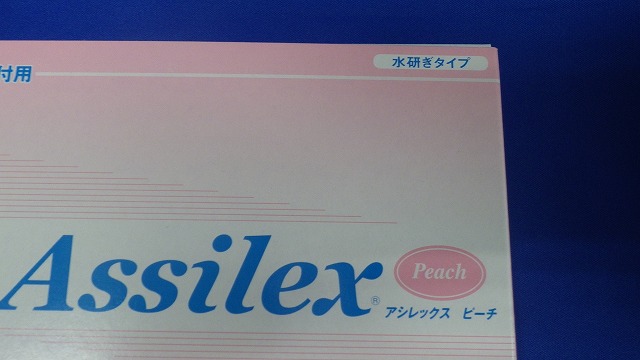 水研ぎタイプ
付用
Assilex®
Peach
アシレックス ピーチ